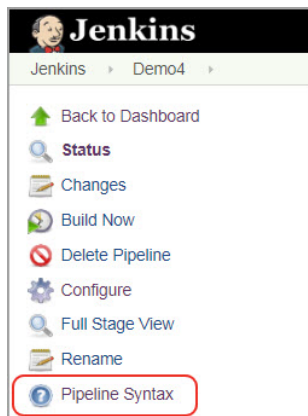 Jenkins
Jenkins Demo4
Back to Dashboard
Status
Changes
Build Now
Delete Pipeline
Configure
Full Stage View
Rename
Pipeline Syntax